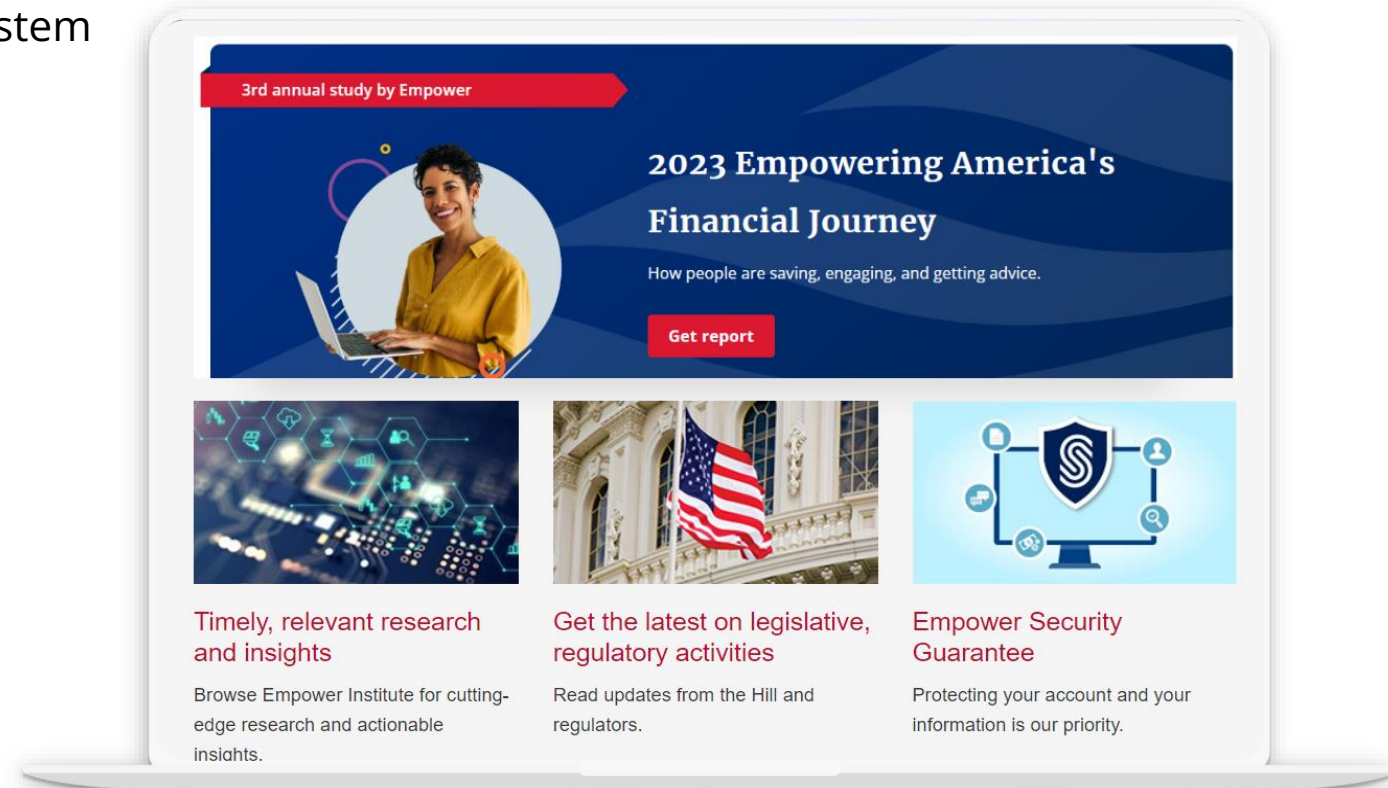 stem
3rd annual study by Empower
2023 Empowering America's
Financial Journey
How people are saving, engaging, and getting advice.
Get report
Timely, relevant research
and insights
Browse Empower Institute for cutting-
edge research and actionable
insights.
Get the latest on legislative,
regulatory activities
Read updates from the Hill and
regulators.
Empower Security
Guarantee
Protecting your account and your
information is our priority.